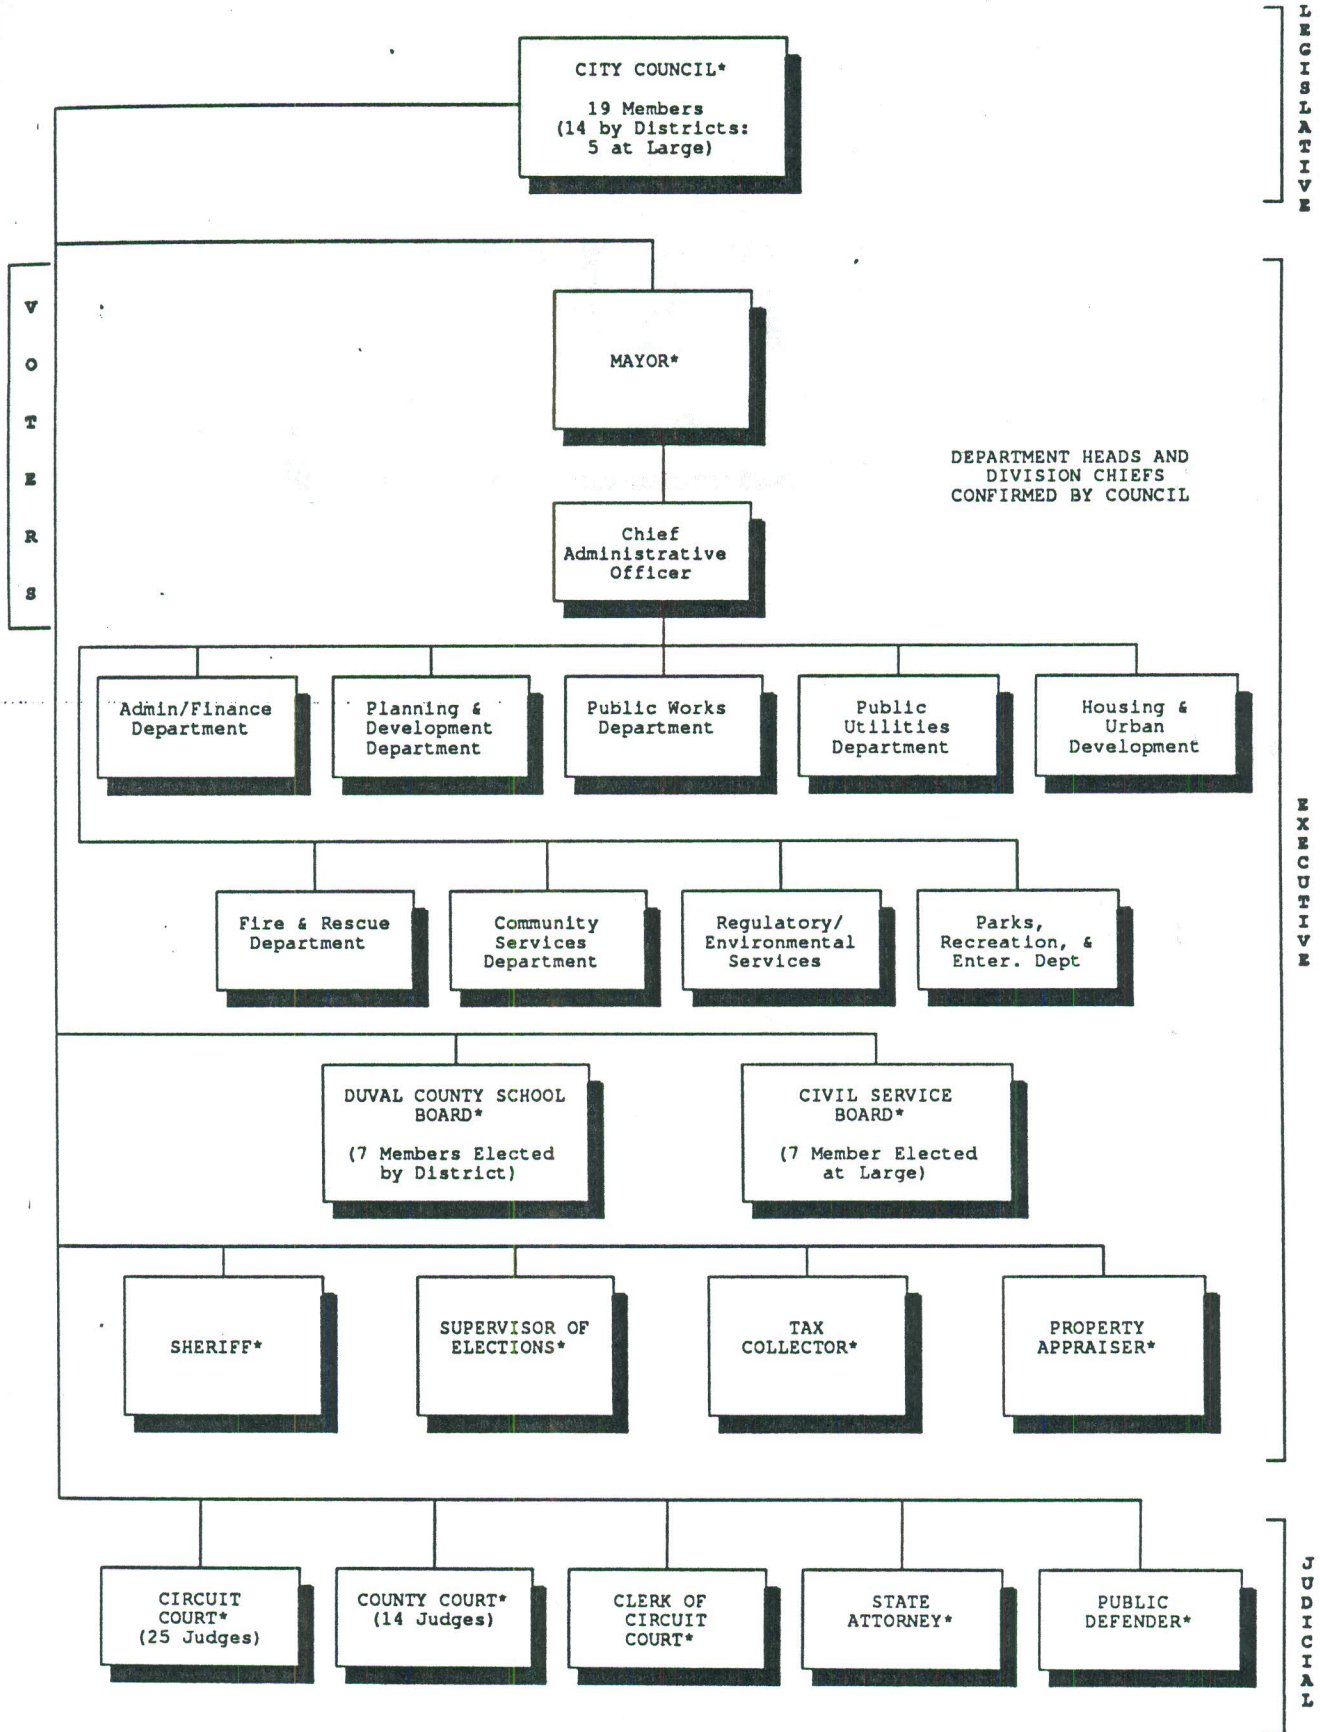 LEGISLATIVE
CITY COUNCIL*
19 Members
(14 by Districts:
5 at Large)
VOTERS
MAYOR*
DEPARTMENT HEADS AND
DIVISION CHIEFS
CONFIRMED BY COUNCIL
Chief
Administrative
Officer
EXECUTIVE
Admin/Finance
Department
Planning &
Development
Department
Public Works
Department
Public
Utilities
Department
Housing &
Urban
Development
Fire & Rescue
Department
Community
Services
Department
Regulatory/
Environmental
Services
Parks,
Recreation, &
Enter. Dept
DUVAL COUNTY SCHOOL
BOARD*
(7 Members Elected
by District)
CIVIL SERVICE
BOARD*
(7 Member Elected
at Large)
SHERIFF*
SUPERVISOR OF
ELECTIONS*
TAX
COLLECTOR*
PROPERTY
APPRAISER*
JUDICIAL
CIRCUIT
COURT*
(25 Judges)
COUNTY COURT*
(14 Judges)
CLERK OF
CIRCUIT
COURT*
STATE
ATTORNEY*
PUBLIC
DEFENDER*